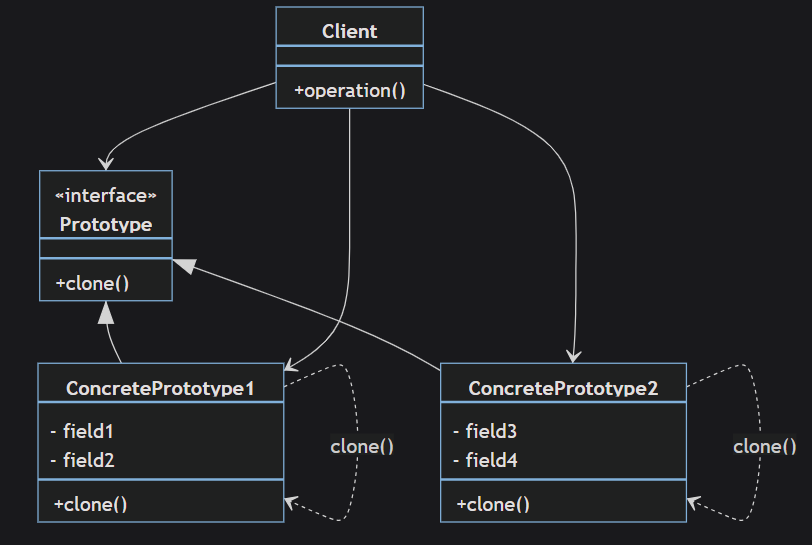 Client
+operation()
«interface»
Prototype
+clone()
ConcretePrototype1
- field1
- field2
+clone()
clone()
ConcretePrototype2
- field3
- field4
+clone()
clone()